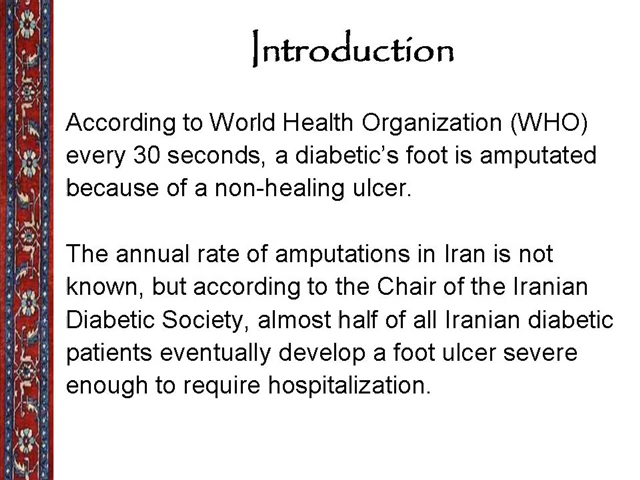 Introduction
According to World Health Organization (WHO)
every 30 seconds, a diabetic's foot is amputated
because of a non-healing ulcer.
The annual rate of amputations in Iran is not
known, but according to the Chair of the Iranian
Diabetic Society, almost half of all Iranian diabetic
patients eventually develop a foot ulcer severe
enough to require hospitalization.